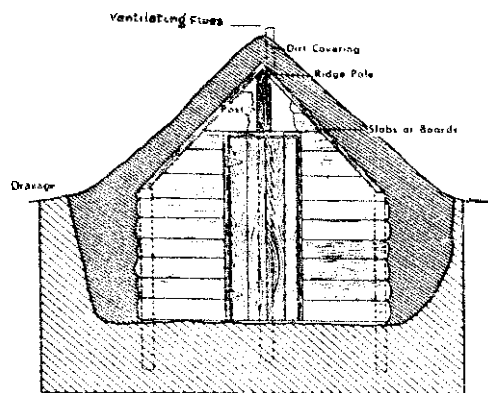 Ventilating Flues
Dirt Covering
Ridge Pole
Post
Slabs or Boards
Drainage